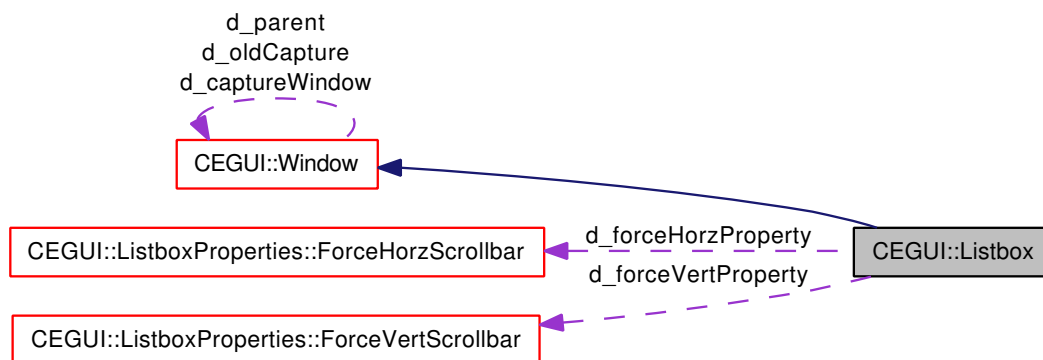 d_parent
d_oldCapture
d_captureWindow
CEGUI::Window
d_forceHorzProperty
CEGUI::ListboxProperties::ForceHorzScrollbar
CEGUI::Listbox
d_forceVertProperty
CEGUI::ListboxProperties::ForceVertScrollbar